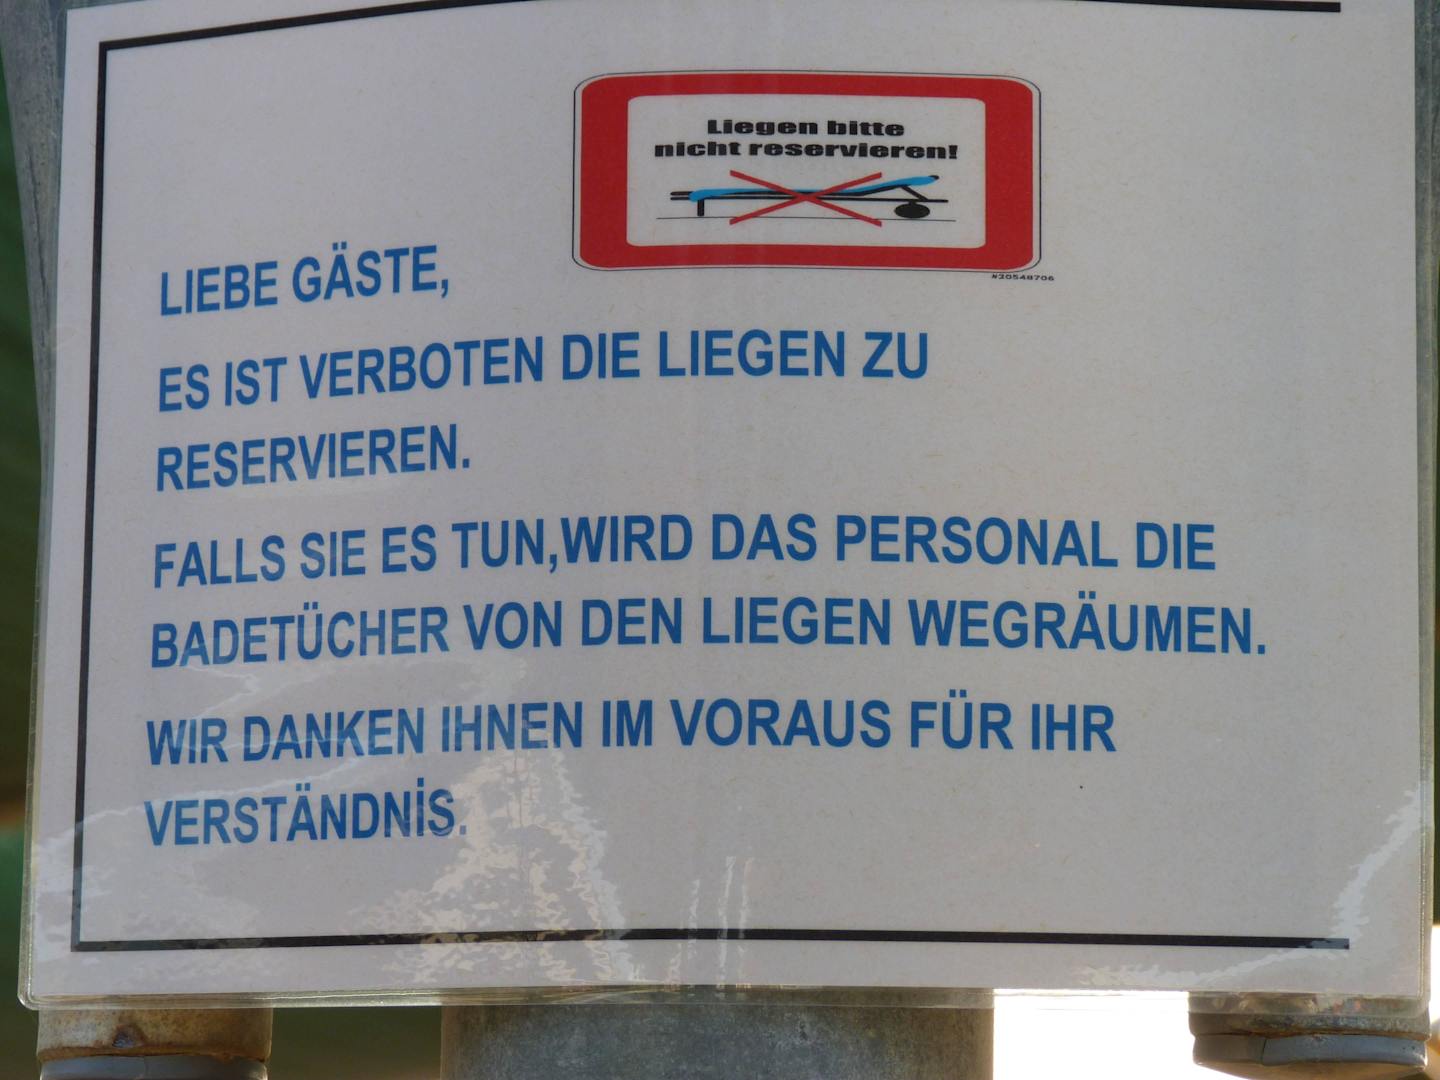 Liegen bitte
nicht reservieren!
#20548706
LIEBE GÄSTE,
ES IST VERBOTEN DIE LIEGEN ZU
RESERVIEREN.
FALLS SIE ES TUN,WIRD DAS PERSONAL DIE
BADETÜCHER VON DEN LIEGEN WEGRÄUMEN.
WIR DANKEN IHNEN IM VORAUS FÜR IHR
VERSTÄNDNİS.